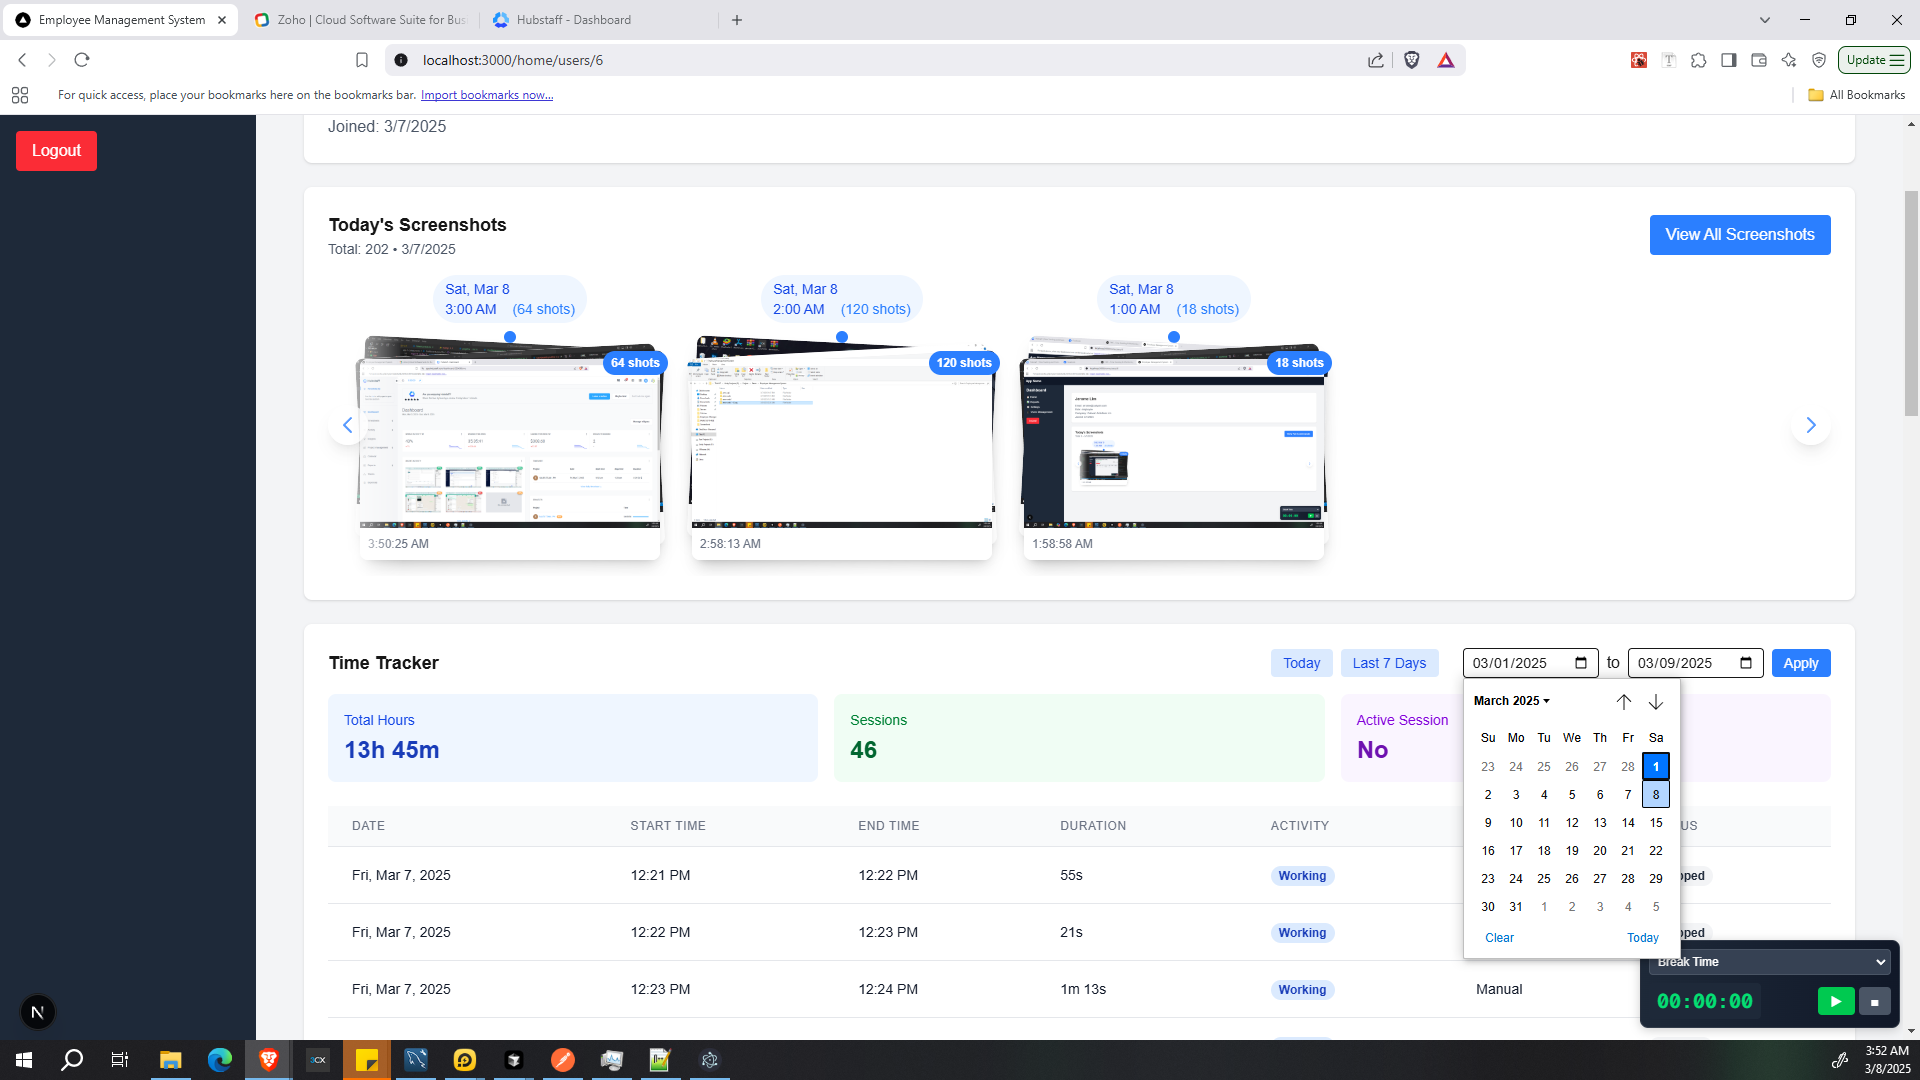 Employee Management System
Zoho | Cloud Software Suite for Bus
Hubstaff - Dashboard
localhost:3000/home/users/6
Update
For quick access, place your bookmarks here on the bookmarks bar. Import bookmarks now...
All Bookmarks
Logout
Joined: 3/7/2025
Today's Screenshots
Total: 202 • 3/7/2025
View All Screenshots
Sat, Mar 8
3:00 AM (64 shots)
Sat, Mar 8
2:00 AM (120 shots)
Sat, Mar 8
1:00 AM (18 shots)
64 shots
120 shots
18 shots
3:50:25 AM
2:58:13 AM
1:58:58 AM
Time Tracker
Today
Last 7 Days
03/01/2025 to 03/09/2025
Apply
Total Hours
13h 45m
Sessions
46
Active Session
No
March 2025
Su Mo Tu We Th Fr Sa
23 24 25 26 27 28 1
2 3 4 5 6 7 8
9 10 11 12 13 14 15
16 17 18 19 20 21 22
23 24 25 26 27 28 29
30 31 1 2 3 4 5
Clear
Today
DATE START TIME END TIME DURATION ACTIVITY US
Fri, Mar 7, 2025 12:21 PM 12:22 PM 55s Working pped
Fri, Mar 7, 2025 12:22 PM 12:23 PM 21s Working pped
Fri, Mar 7, 2025 12:23 PM 12:24 PM 1m 13s Working Manual
Break Time
00:00:00
N
3CX
3:52 AM
3/8/2025